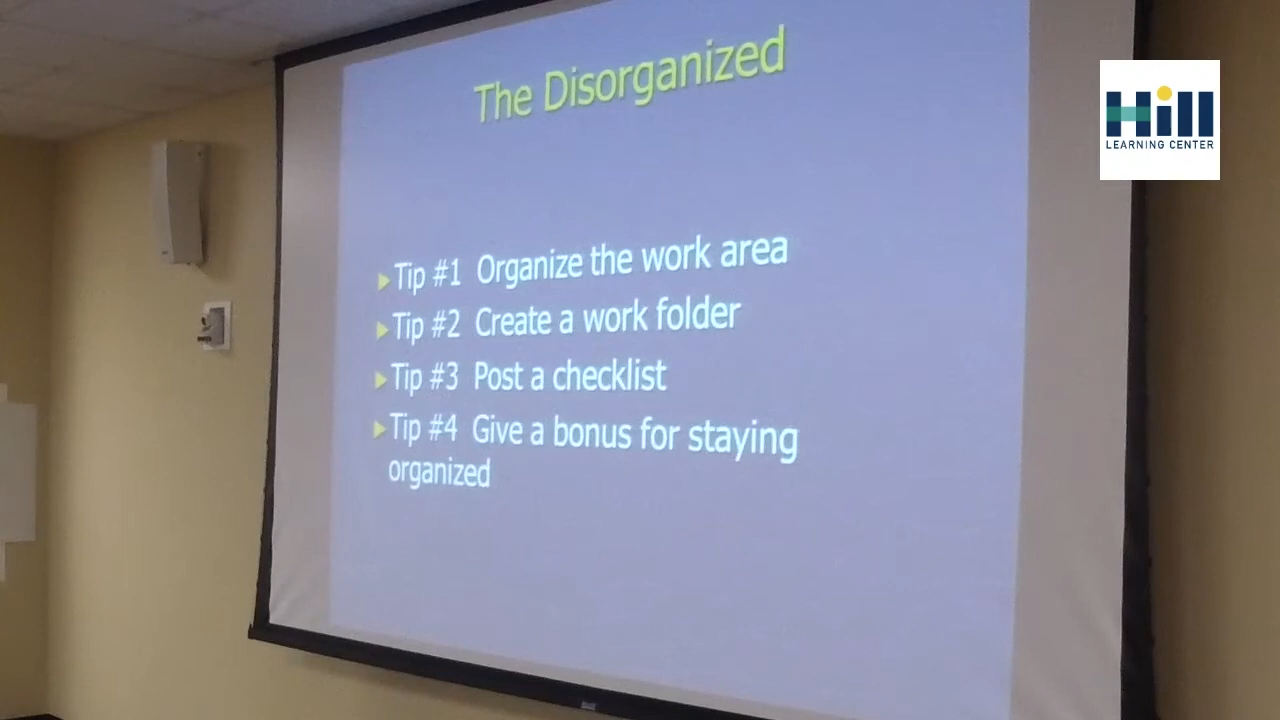 The Disorganized
Hill
LEARNING CENTER
Tip #1 Organize the work area
Tip #2 Create a work folder
Tip #3 Post a checklist
Tip #4 Give a bonus for staying
organized